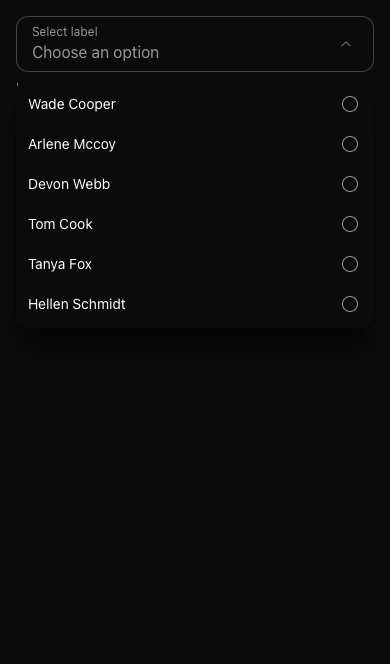 Select label
Choose an option
Wade Cooper
Arlene Mccoy
Devon Webb
Tom Cook
Tanya Fox
Hellen Schmidt